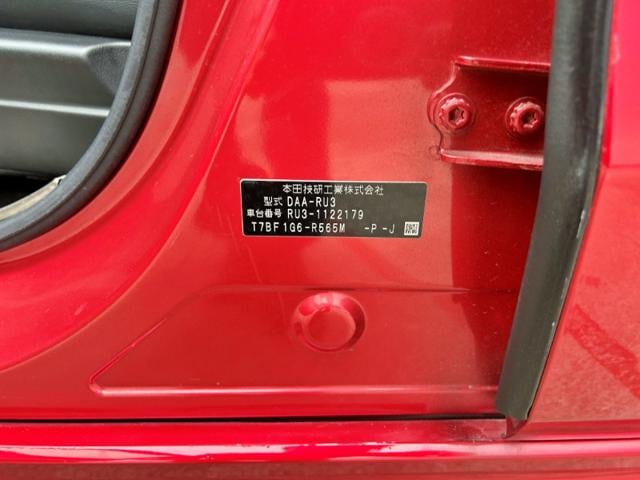 本田技研工業株式会社
型式 DAA-RU3
車台番号 RU3-1122179
T7BF1G6-R565M -P-J